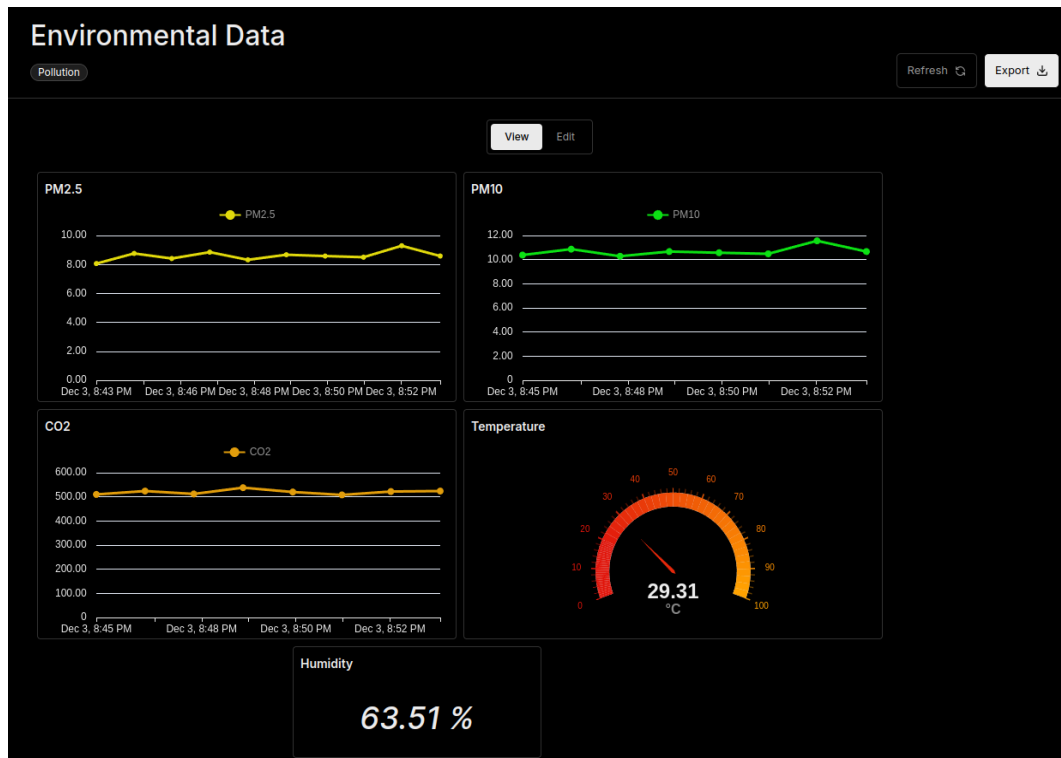 Environmental Data
Pollution
Refresh
Export
View Edit
PM2.5
PM2.5
10.00
8.00
6.00
4.00
2.00
0.00
Dec 3, 8:43 PM Dec 3, 8:46 PM Dec 3, 8:48 PM Dec 3, 8:50 PM Dec 3, 8:52 PM
PM10
PM10
12.00
10.00
8.00
6.00
4.00
2.00
0
Dec 3, 8:45 PM Dec 3, 8:48 PM Dec 3, 8:50 PM Dec 3, 8:52 PM
CO2
CO2
600.00
500.00
400.00
300.00
200.00
100.00
0
Dec 3, 8:45 PM Dec 3, 8:48 PM Dec 3, 8:50 PM Dec 3, 8:52 PM
Temperature
0
10
20
30
40
50
60
70
80
90
100
29.31
°C
Humidity
63.51 %